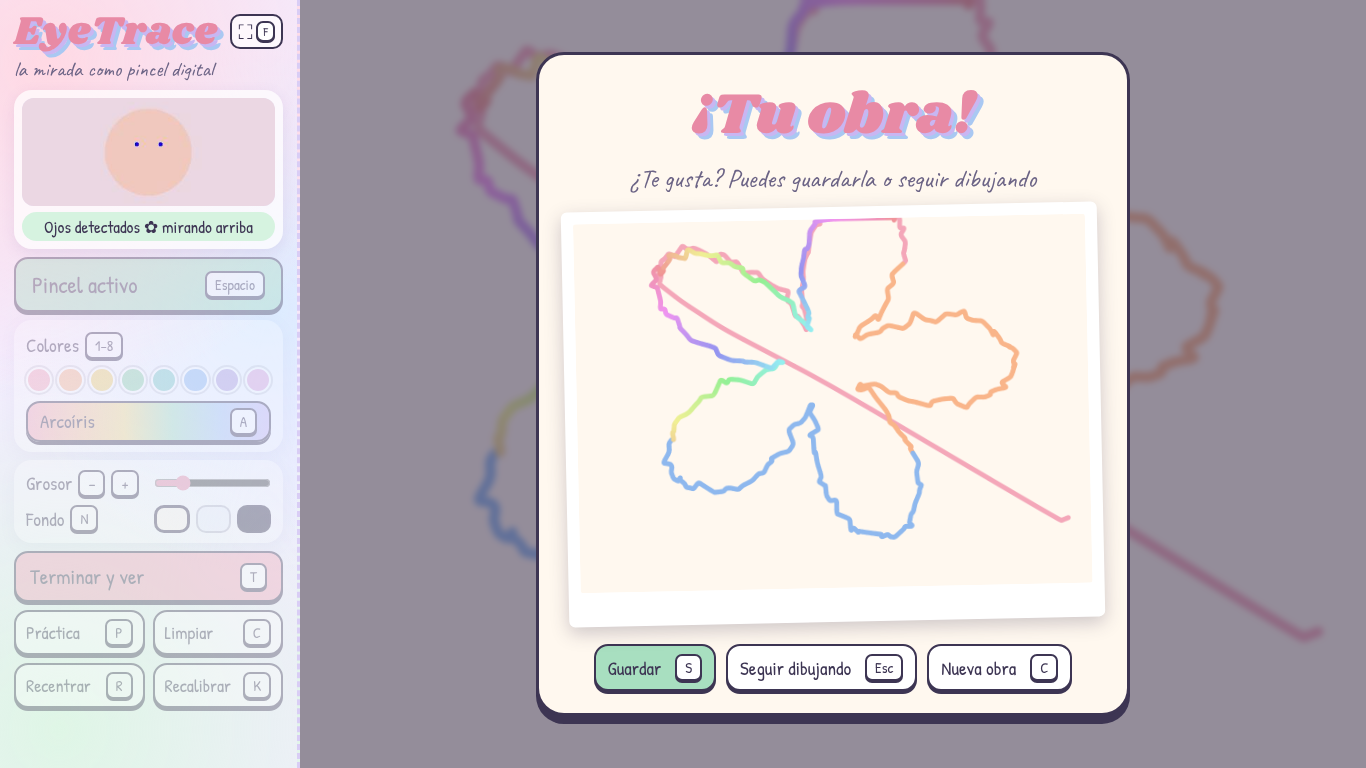 EyeTrace
F
la mirada como pincel digital
Ojos detectados ✿ mirando arriba
Pincel activo Espacio
Colores 1–8
Arcoíris A
Grosor − +
Fondo N
Terminar y ver T
Práctica P Limpiar C
Recentrar R Recalibrar K
¡Tu obra!
¿Te gusta? Puedes guardarla o seguir dibujando
Guardar S Seguir dibujando Esc Nueva obra C